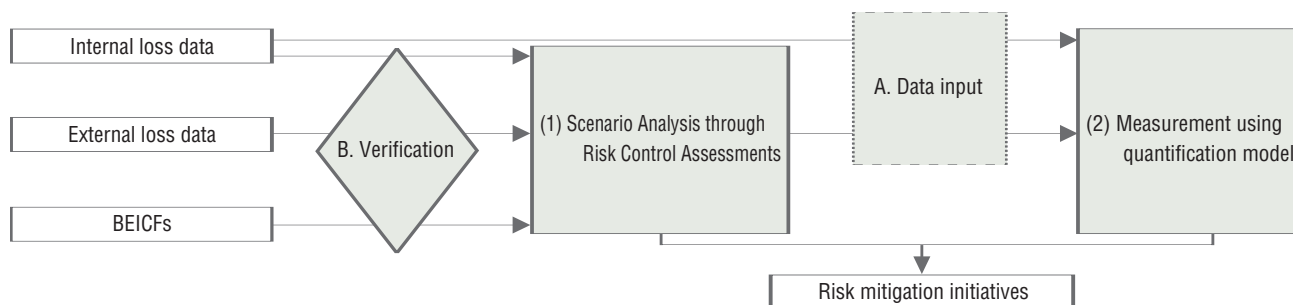 Internal loss data
External loss data
BEICFs
B. Verification
(1) Scenario Analysis through
Risk Control Assessments
A. Data input
(2) Measurement using
quantification model
Risk mitigation initiatives